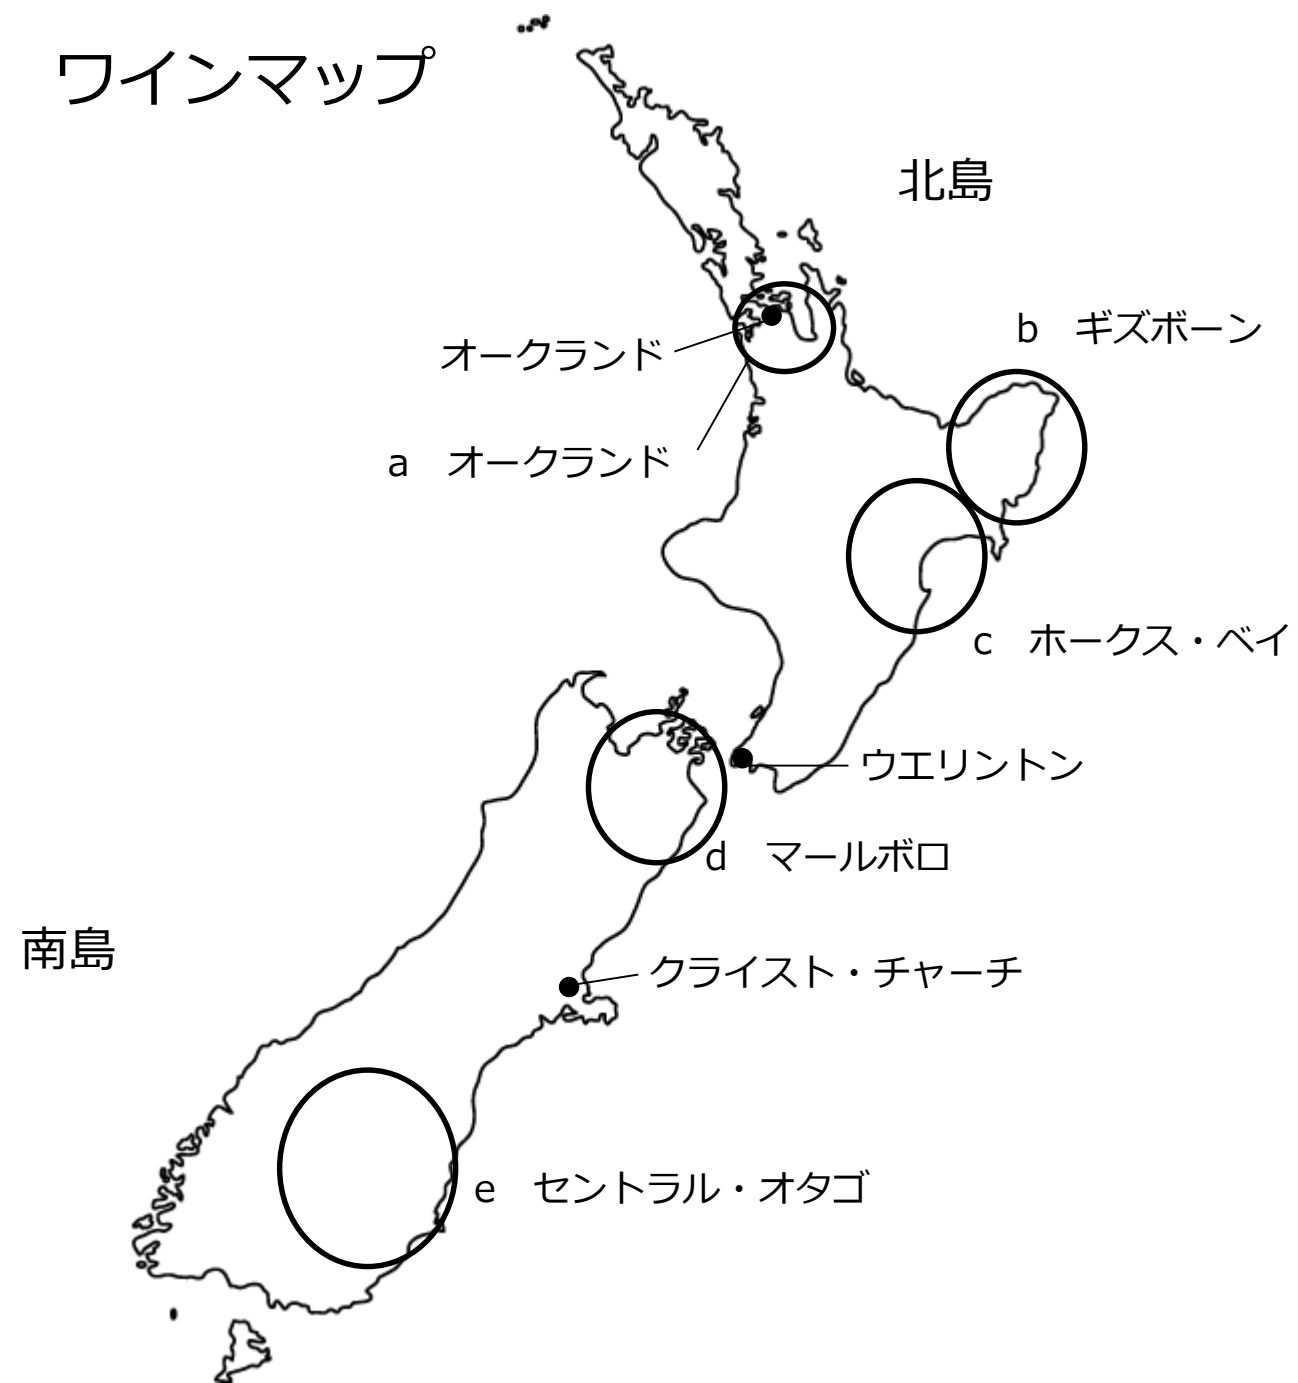 ワインマップ
北島
b ギズボーン
オークランド
a オークランド
c ホークス・ベイ
ウエリントン
d マールボロ
南島
クライスト・チャーチ
e セントラル・オタゴ